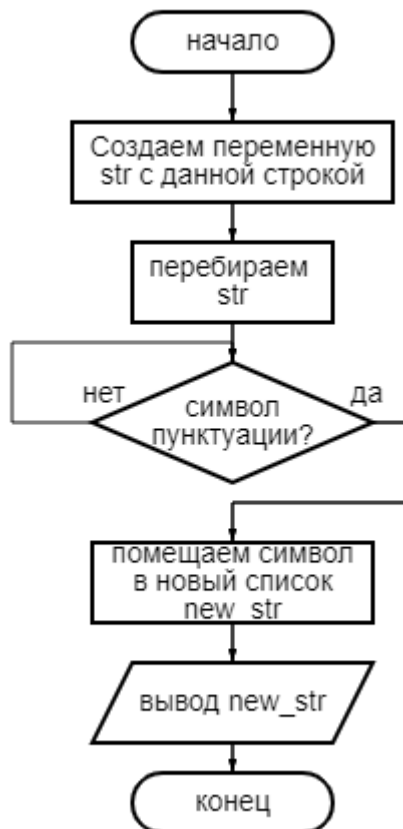 начало
Создаем переменную
str с данной строкой
перебираем
str
нет
да
символ
пунктуации?
помещаем символ
в новый список
new_str
вывод new_str
конец